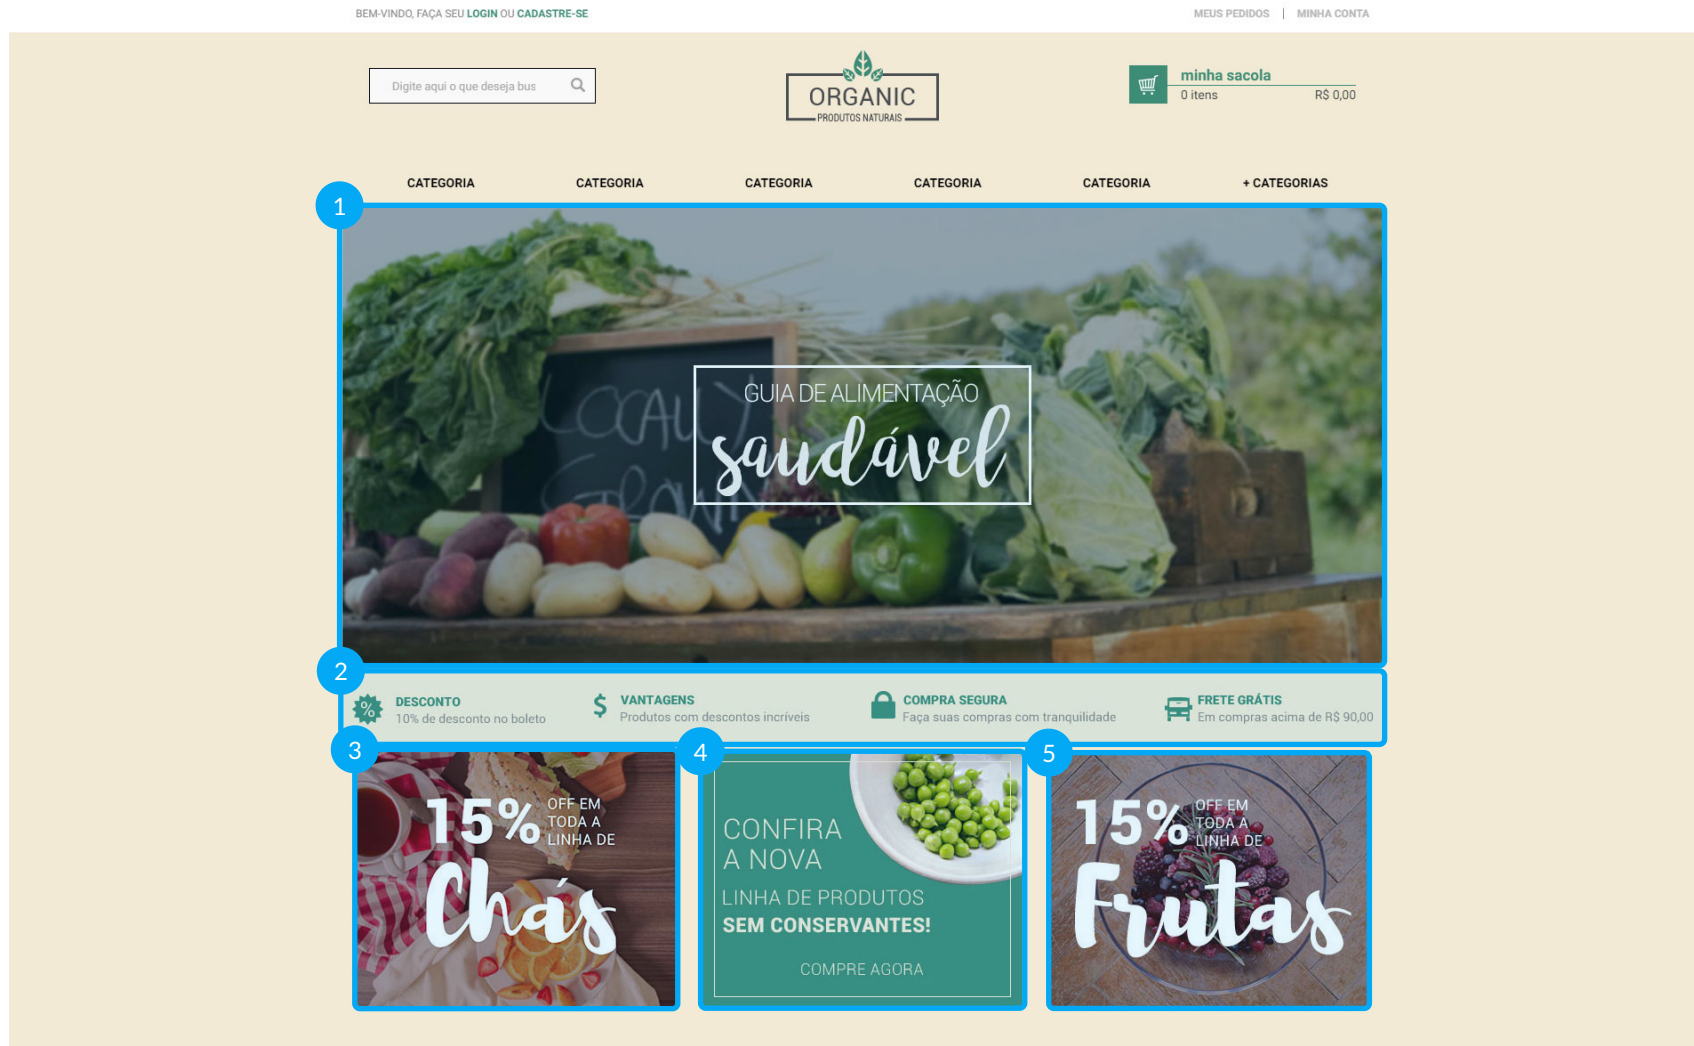 BEM-VINDO, FAÇA SEU LOGIN OU CADASTRE-SE
MEUS PEDIDOS | MINHA CONTA
Digite aqui o que deseja bus
ORGANIC
PRODUTOS NATURAIS
minha sacola
0 itens R$ 0,00
CATEGORIA CATEGORIA CATEGORIA CATEGORIA CATEGORIA + CATEGORIAS
1
GUIA DE ALIMENTAÇÃO
saudável
2
DESCONTO
10% de desconto no boleto
$ VANTAGENS
Produtos com descontos incríveis
COMPRA SEGURA
Faça suas compras com tranquilidade
FRETE GRÁTIS
Em compras acima de R$ 90,00
3
15% OFF EM
TODA A
LINHA DE
Chás
4
CONFIRA
A NOVA
LINHA DE PRODUTOS
SEM CONSERVANTES!
COMPRE AGORA
5
15% OFF EM
TODA A
LINHA DE
Frutas